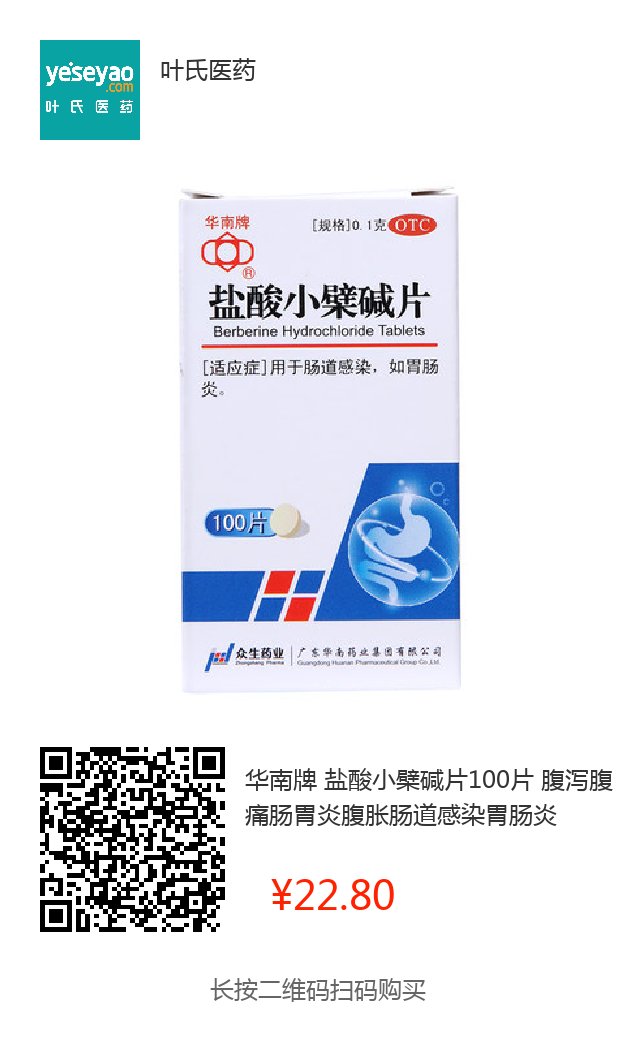 yeseyao
.com
叶氏医药
叶氏医药
华南牌
[规格]0.1克 OTC
®
盐酸小檗碱片
Berberine Hydrochloride Tablets
[适应症]用于肠道感染，如胃肠
炎。
100片
众生药业
Zhongsheng Pharma
广东华南药业集团有限公司
Guangdong Huanan Pharmaceutical Group Co.,Ltd.
华南牌 盐酸小檗碱片100片 腹泻腹
痛肠胃炎腹胀肠道感染胃肠炎
¥22.80
长按二维码扫码购买